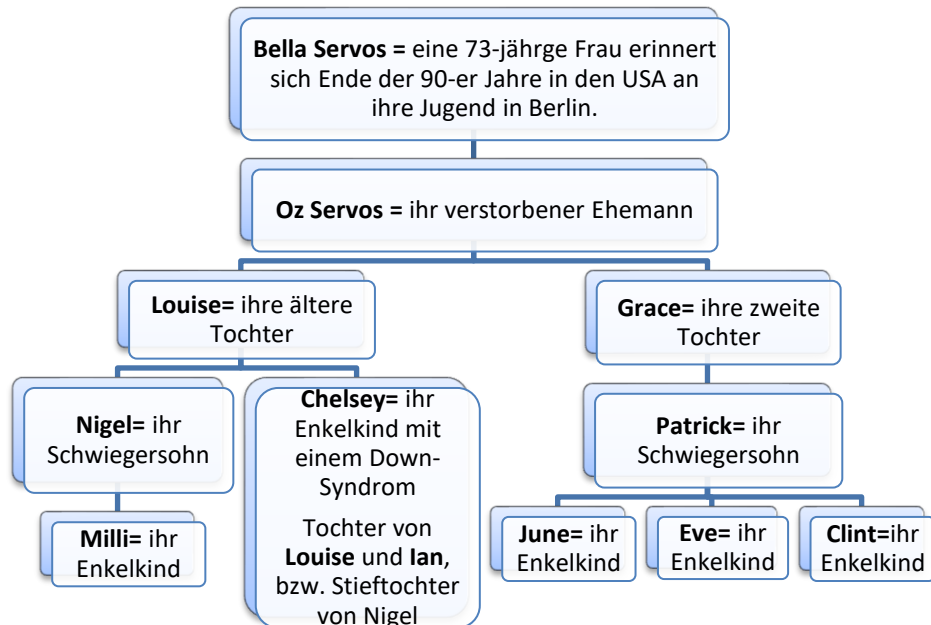 Bella Servos = eine 73-jährge Frau erinnert
sich Ende der 90-er Jahre in den USA an
ihre Jugend in Berlin.
Oz Servos = ihr verstorbener Ehemann
Louise= ihre ältere
Tochter
Grace= ihre zweite
Tochter
Nigel= ihr
Schwiegersohn
Chelsey= ihr
Enkelkind mit
einem Down-
Syndrom
Tochter von
Louise und Ian,
bzw. Stieftochter
von Nigel
Patrick= ihr
Schwiegersohn
Milli= ihr
Enkelkind
June= ihr
Enkelkind
Eve= ihr
Enkelkind
Clint=ihr
Enkelkind